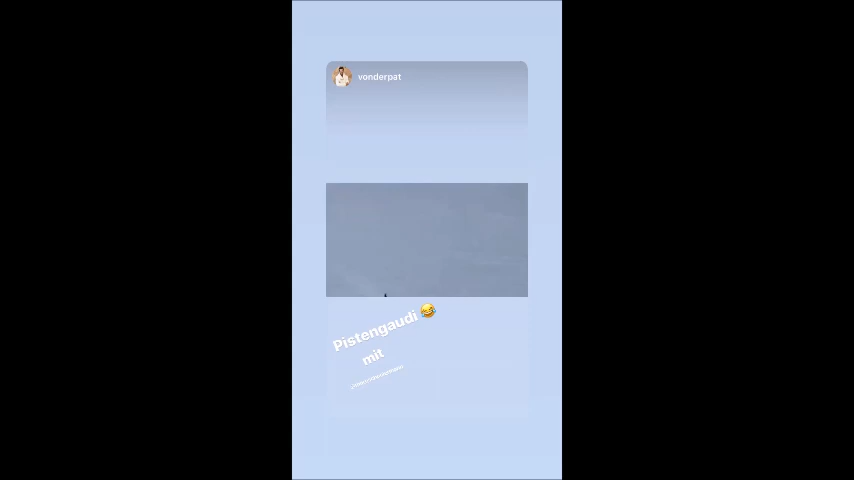 vonderpat
Pistengaudi 😂
mit